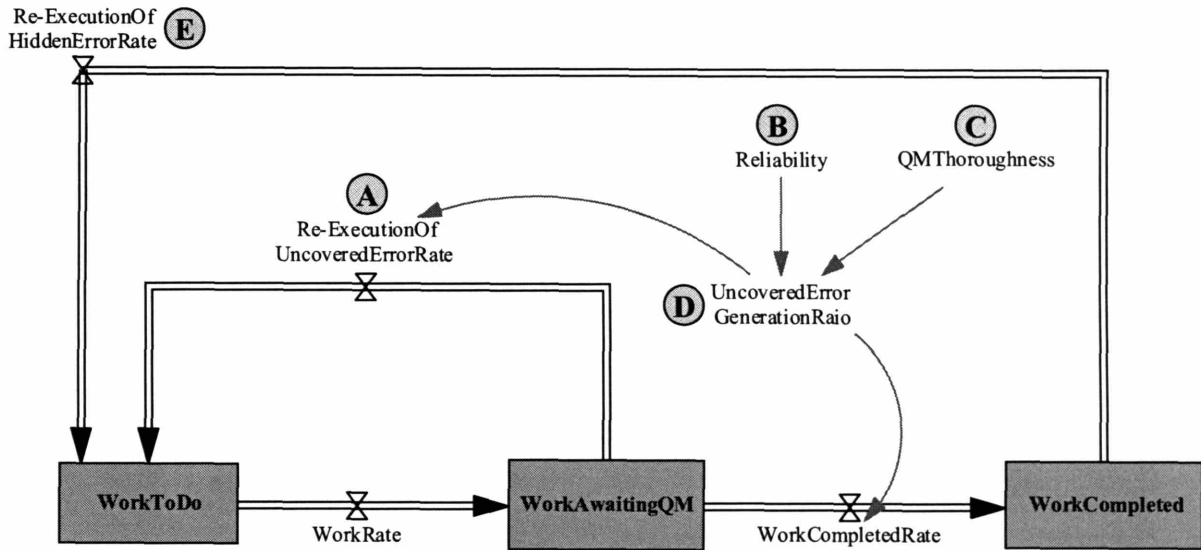 Re-ExecutionOf
HiddenErrorRate
E
B
Reliability
C
QMThoroughness
A
Re-ExecutionOf
UncoveredErrorRate
D
UncoveredError
GenerationRaio
WorkToDo
WorkRate
WorkAwaitingQM
WorkCompletedRate
WorkCompleted